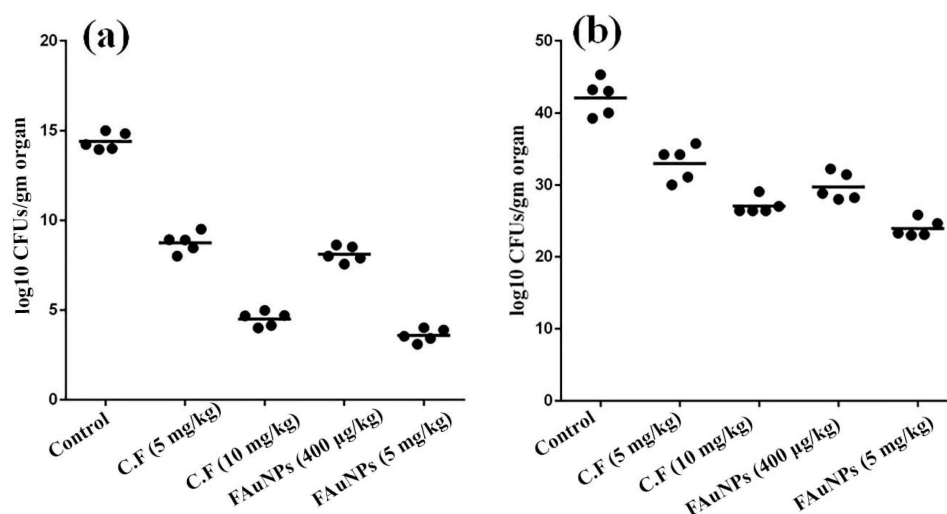 (a)
log10 CFUs/gm organ
20
15
10
5
0
Control
C.F (5 mg/kg)
C.F (10 mg/kg)
FAuNPs (400 µg/kg)
FAuNPs (5 mg/kg)
(b)
log10 CFUs/gm organ
50
40
30
20
10
0
Control
C.F (5 mg/kg)
C.F (10 mg/kg)
FAuNPs (400 µg/kg)
FAuNPs (5 mg/kg)